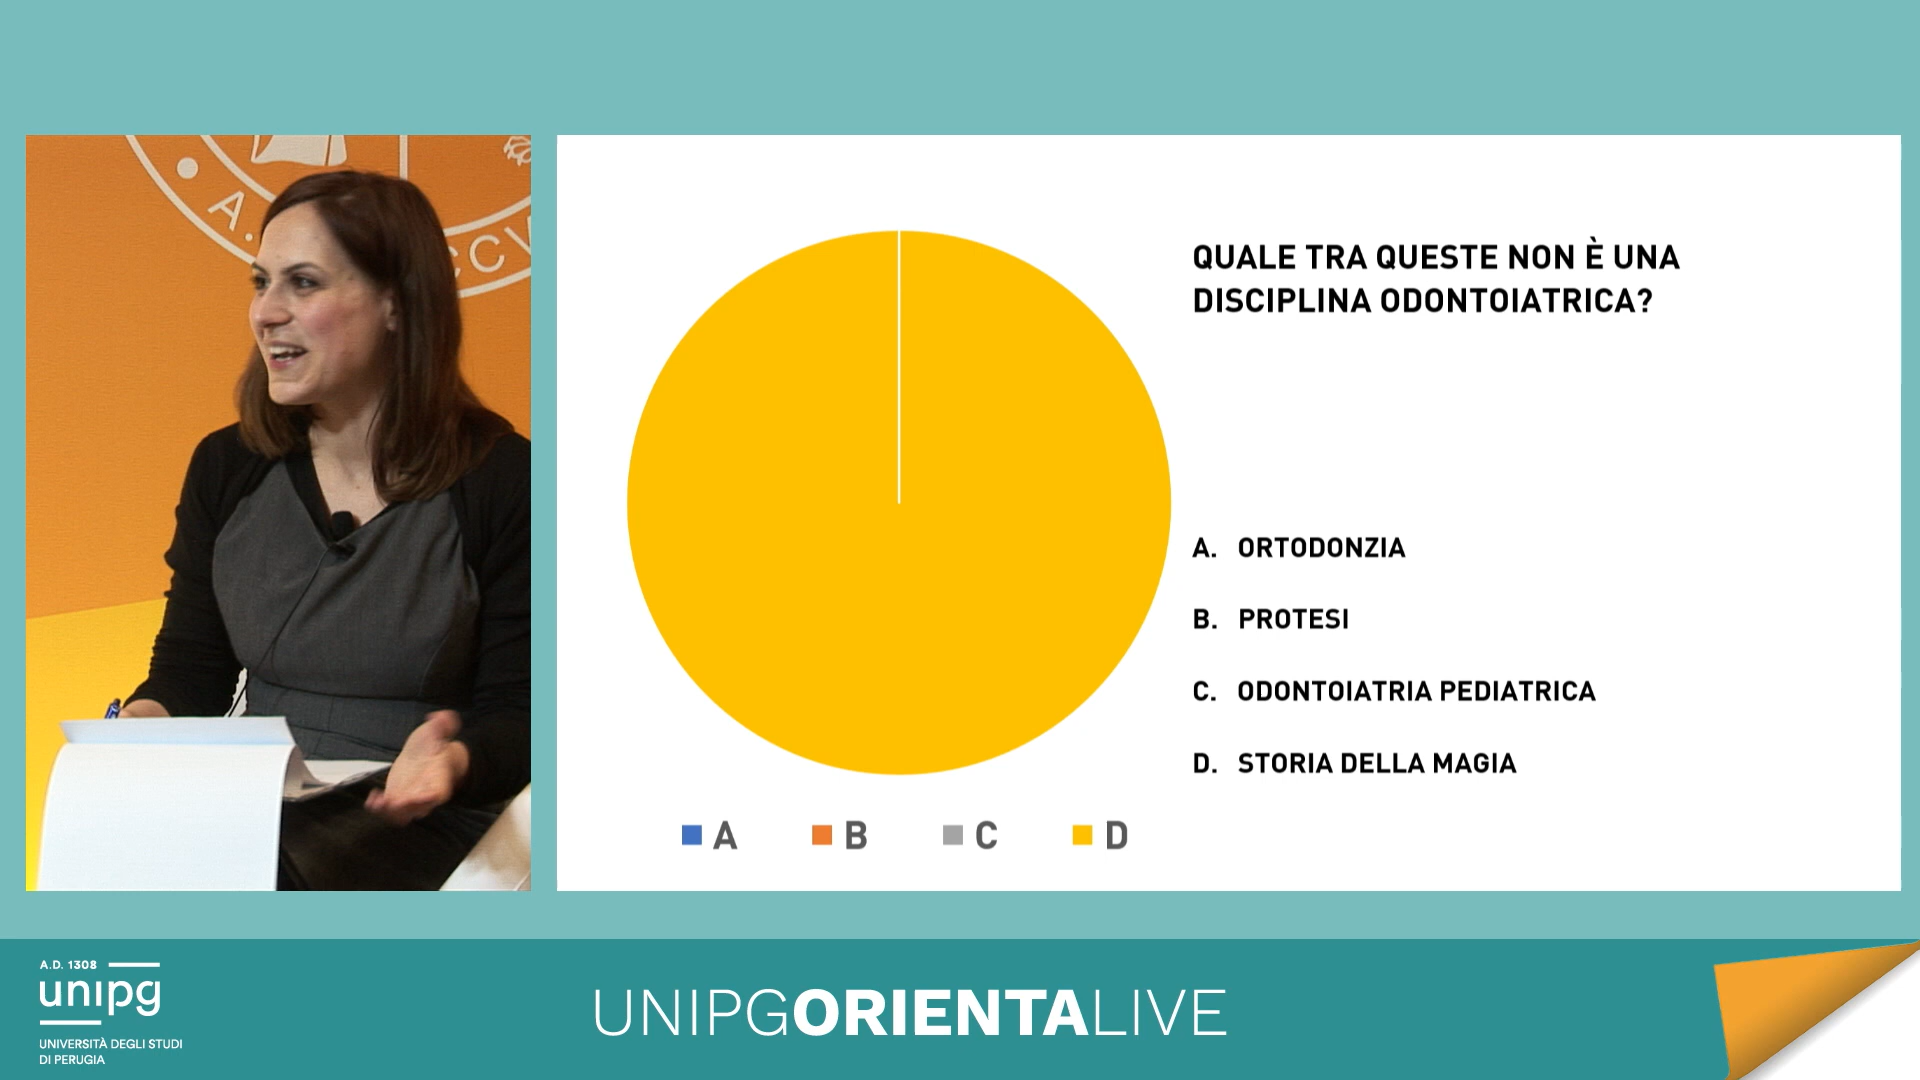 A.
CCV
QUALE TRA QUESTE NON È UNA
DISCIPLINA ODONTOIATRICA?
A. ORTODONZIA
B. PROTESI
C. ODONTOIATRIA PEDIATRICA
D. STORIA DELLA MAGIA
A B C D
A.D. 1308
unipg
UNIVERSITÀ DEGLI STUDI
DI PERUGIA
UNIPGORIENTALIVE